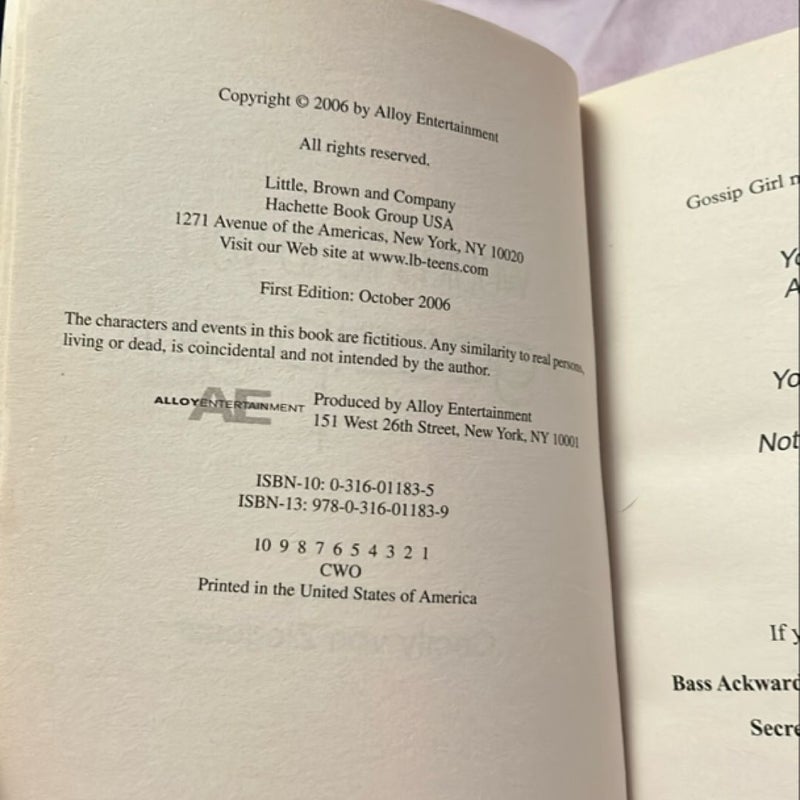 Copyright © 2006 by Alloy Entertainment
All rights reserved.
Little, Brown and Company
Hachette Book Group USA
1271 Avenue of the Americas, New York, NY 10020
Visit our Web site at www.lb-teens.com
First Edition: October 2006
The characters and events in this book are fictitious. Any similarity to real persons,
living or dead, is coincidental and not intended by the author.
AE
ALLOYENTERTAINMENT
Produced by Alloy Entertainment
151 West 26th Street, New York, NY 10001
ISBN-10: 0-316-01183-5
ISBN-13: 978-0-316-01183-9
10 9 8 7 6 5 4 3 2 1
CWO
Printed in the United States of America
Gossip Girl
Not
If
Bass